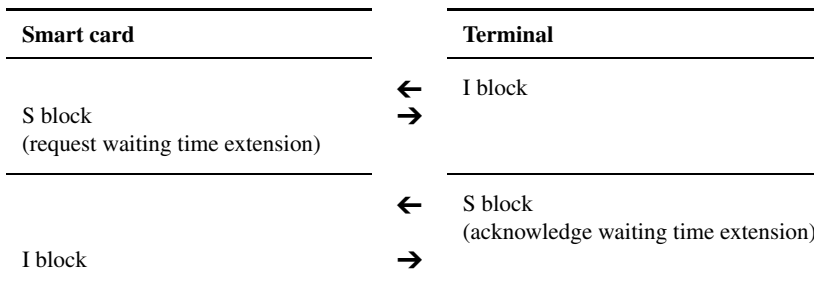 Smart card Terminal
← I block
S block →
(request waiting time extension)
← S block
(acknowledge waiting time extension)
I block →